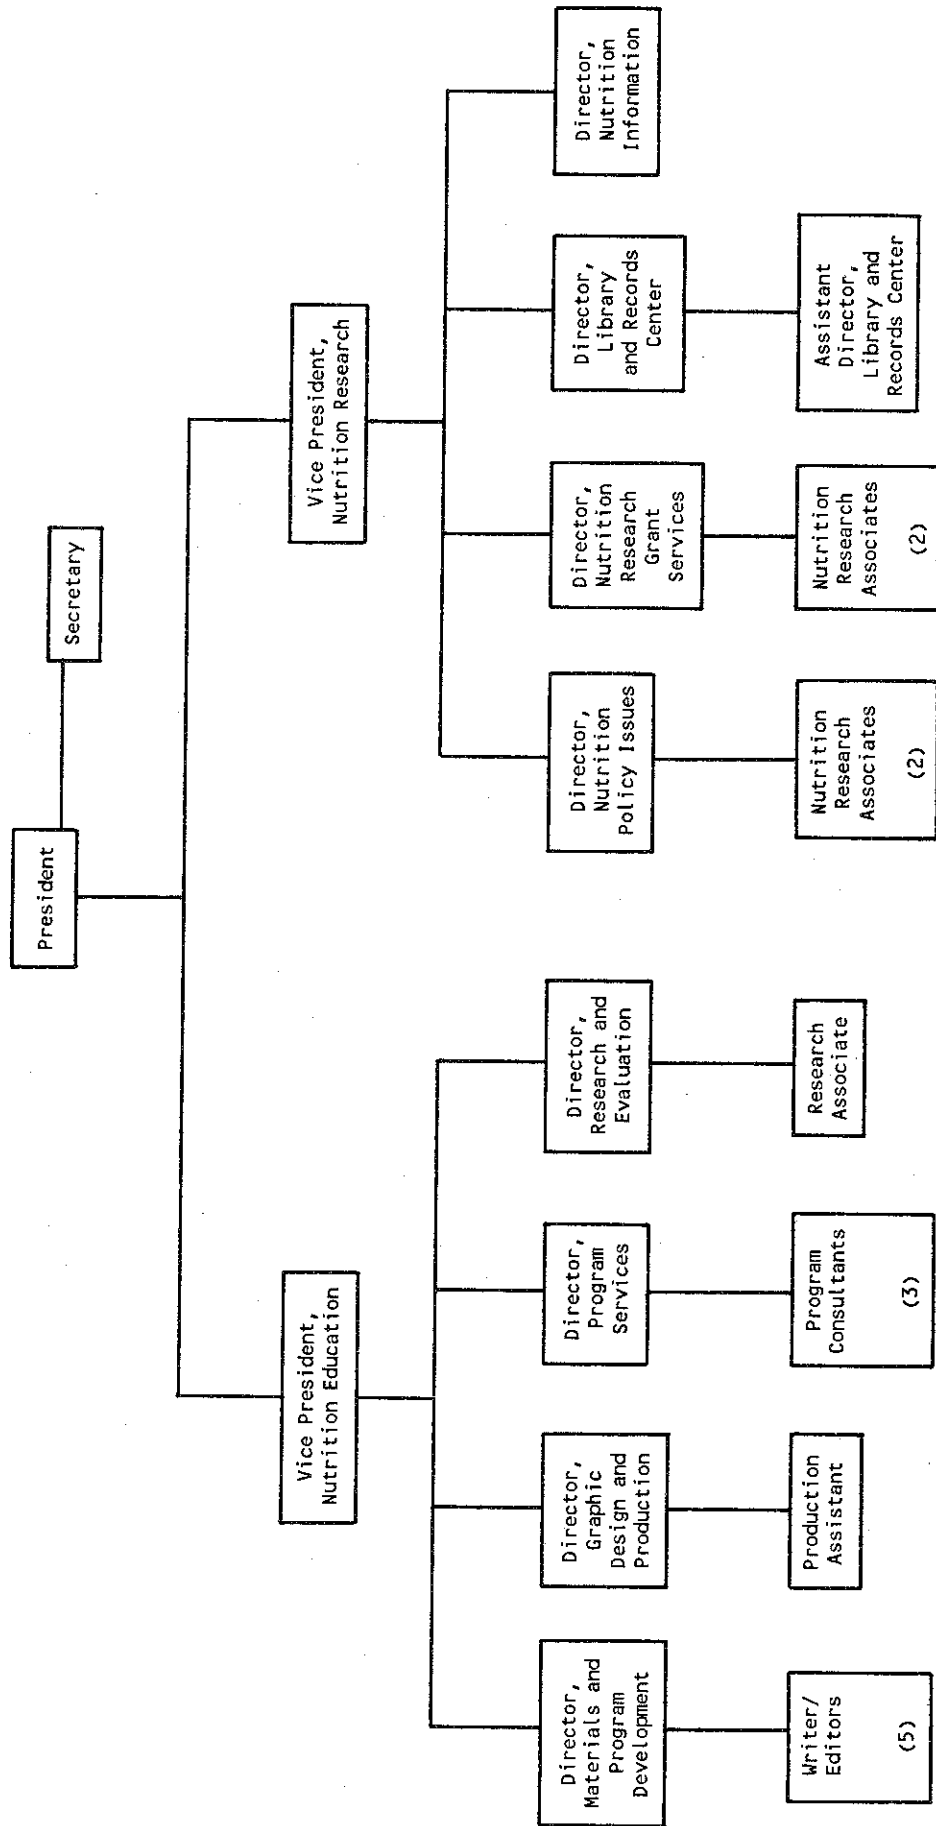 President
Secretary
Vice President,
Nutrition Education
Vice President,
Nutrition Research
Director,
Materials and
Program
Development
Director,
Graphic
Design and
Production
Director,
Program
Services
Director,
Research and
Evaluation
Director,
Nutrition
Policy Issues
Director,
Nutrition
Research
Grant
Services
Director,
Library
and Records
Center
Director,
Nutrition
Information
Writer/
Editors
(5)
Production
Assistant
Program
Consultants
(3)
Research
Associate
Nutrition
Research
Associates
(2)
Nutrition
Research
Associates
(2)
Assistant
Director,
Library and
Records Center